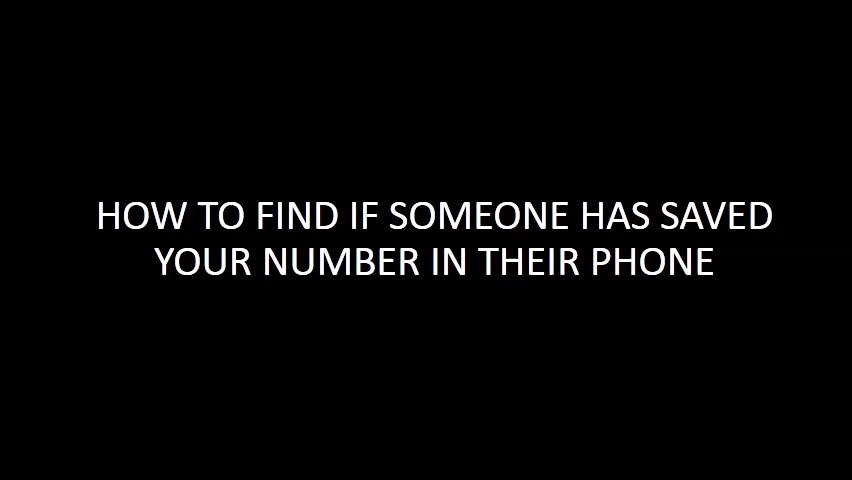 HOW TO FIND IF SOMEONE HAS SAVED
YOUR NUMBER IN THEIR PHONE